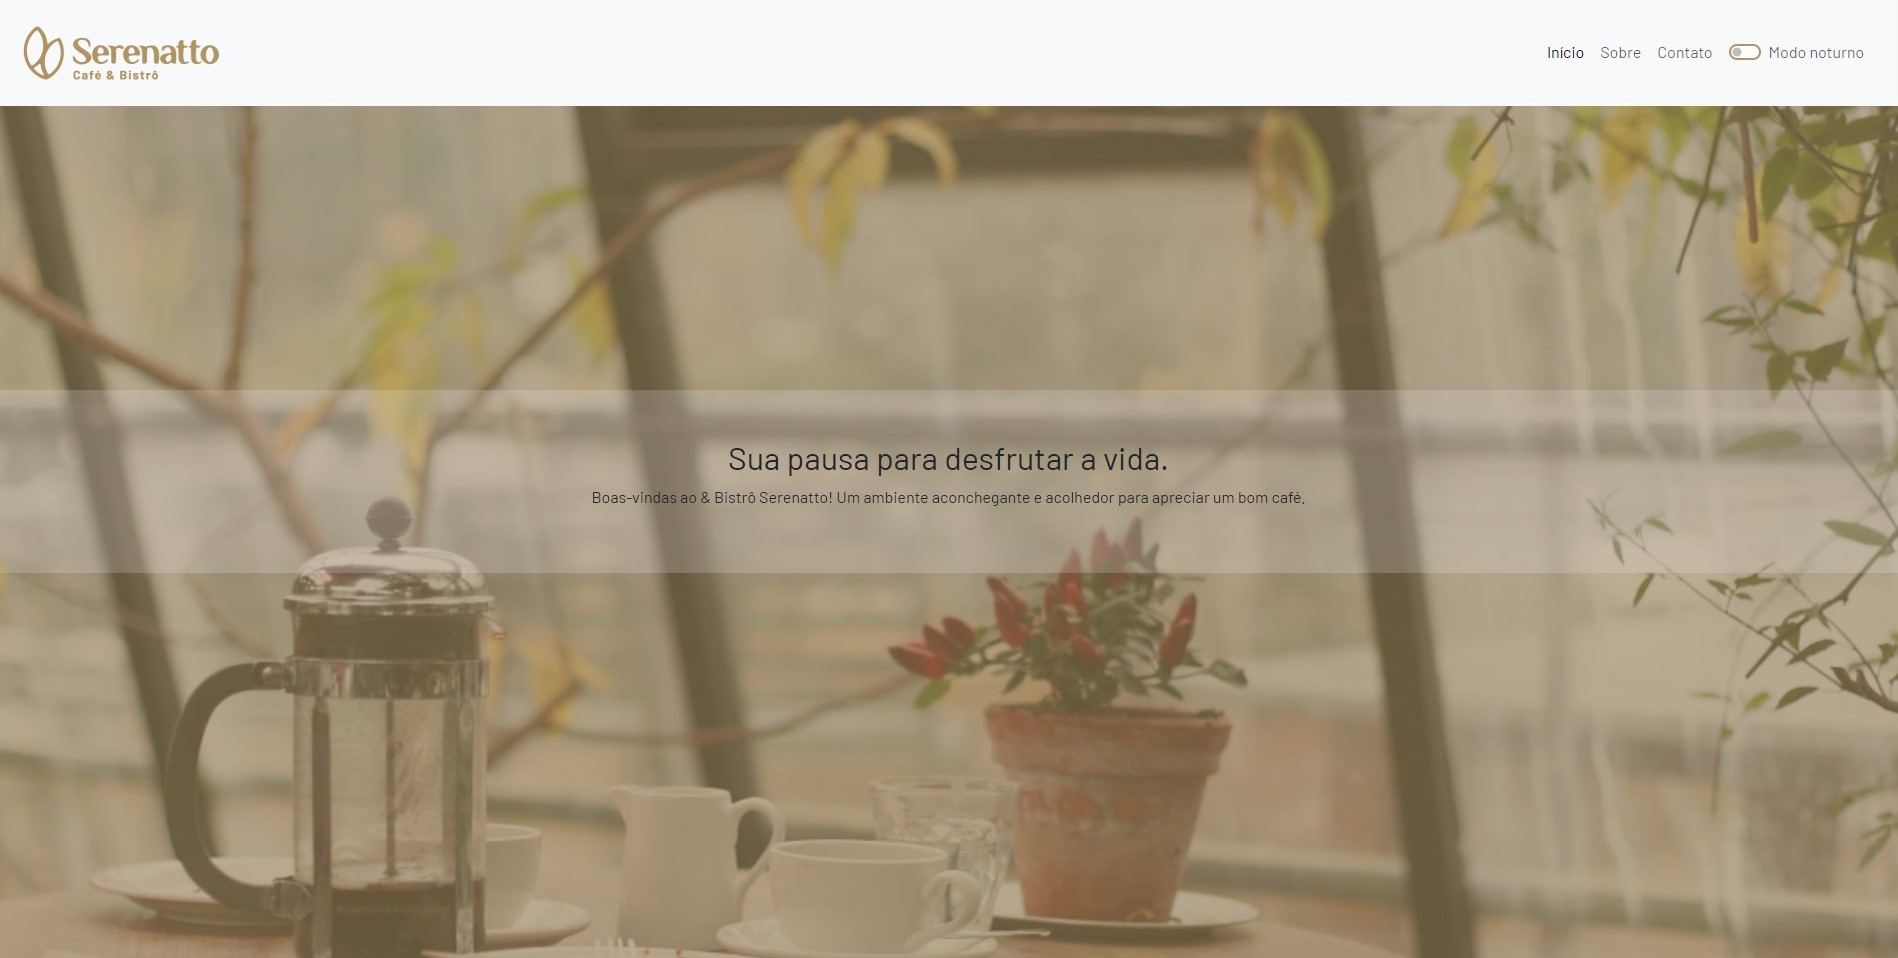 Serenatto
Café & Bistrô
Início Sobre Contato Modo noturno
Sua pausa para desfrutar a vida.
Boas-vindas ao & Bistrô Serenatto! Um ambiente aconchegante e acolhedor para apreciar um bom café.